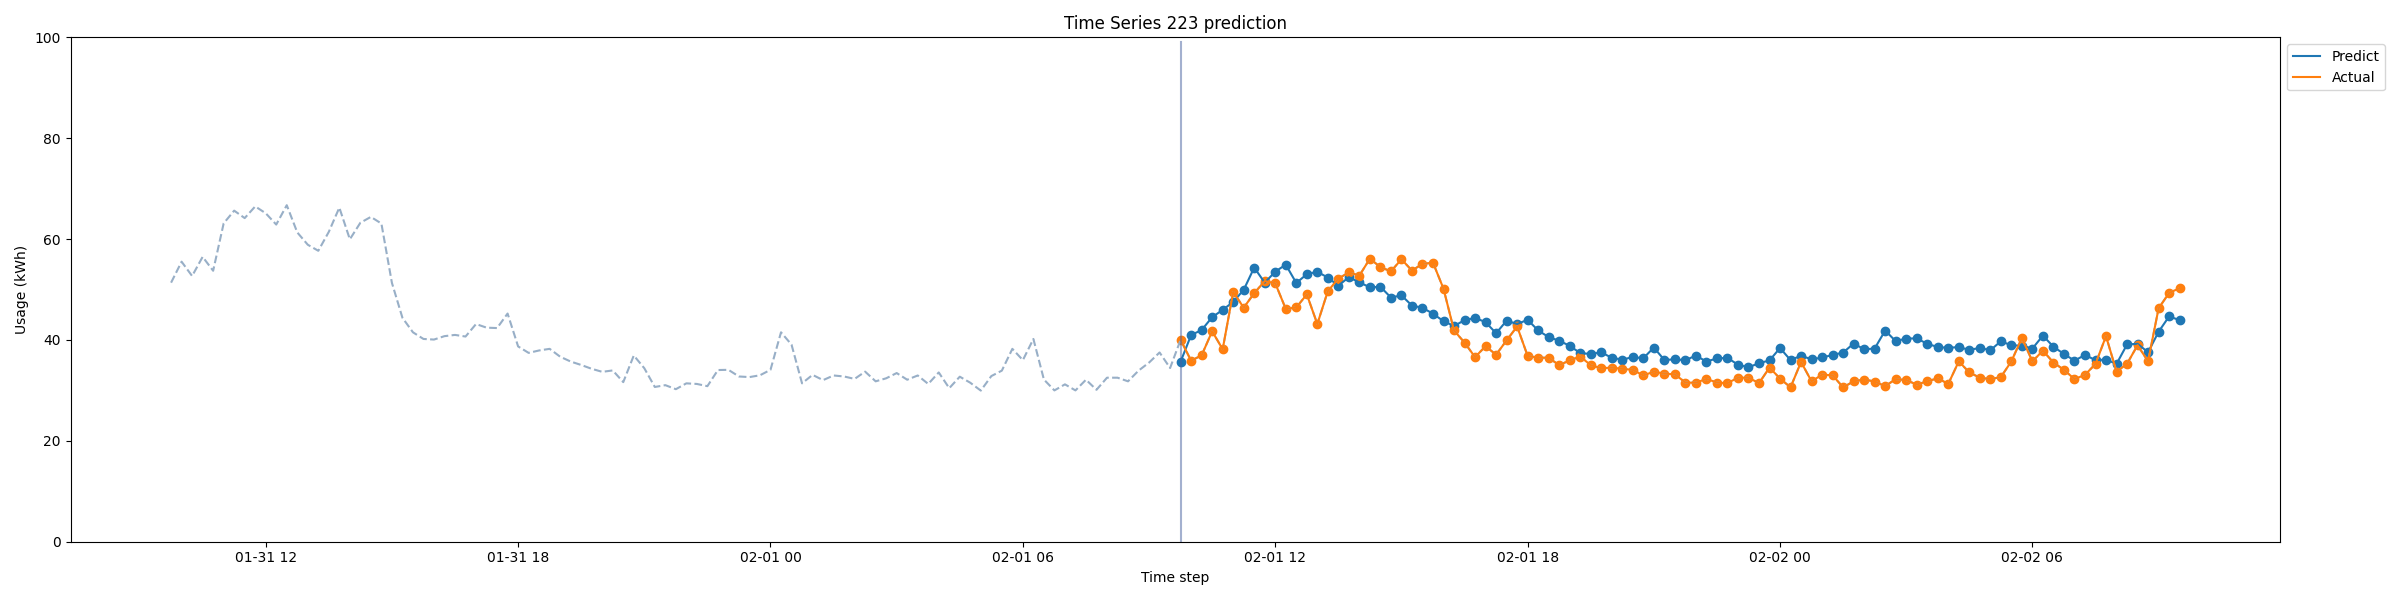 Time Series 223 prediction
Predict
Actual
Usage (kWh)
100
80
60
40
20
0
01-31 12
01-31 18
02-01 00
02-01 06
02-01 12
02-01 18
02-02 00
02-02 06
Time step